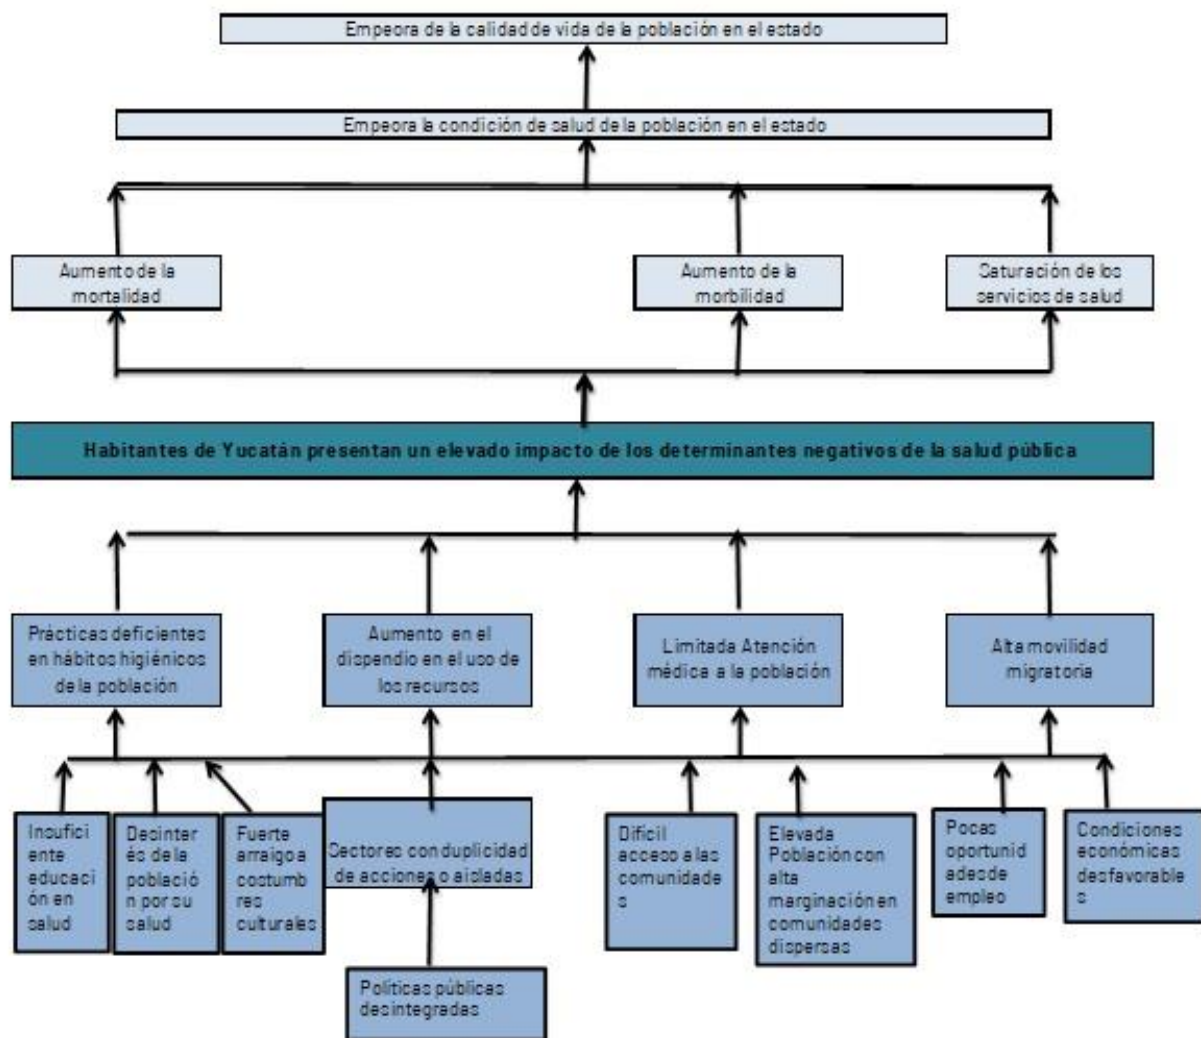 Empeora de la calidad de vida de la población en el estado
Empeora la condición de salud de la población en el estado
Aumento de la
mortalidad
Aumento de la
morbilidad
Saturación de los
servicios de salud
Habitantes de Yucatán presentan un elevado impacto de los determinantes negativos de la salud pública
Prácticas deficientes
en hábitos higiénicos
de la población
Aumento en el
dispendio en el uso de
los recursos
Limitada Atención
médica a la población
Alta movilidad
migratoria
Insufici
ente
educaci
ón en
salud
Desinter
és de la
població
n por su
salud
Fuerte
arraigo a
costumb
res
culturales
Sectores con duplicidad
de acciones o aisladas
Difícil
acceso a las
comunidade
s
Elevada
Población con
alta
marginación en
comunidades
dispersas
Pocas
oportunid
ades de
empleo
Condiciones
económicas
desfavorable
s
Políticas públicas
desintegradas